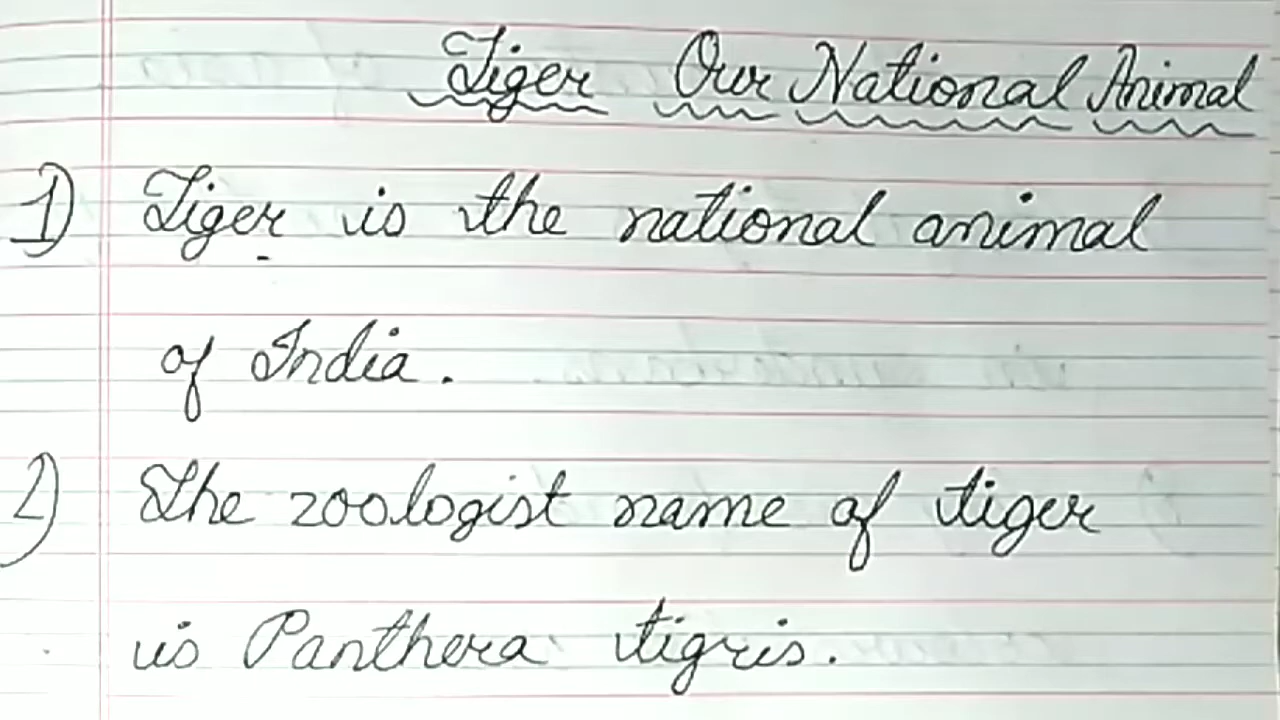 Tiger Our National Animal
1) Tiger is the national animal
of India.
2) The zoologist name of tiger
is Panthera tigris.